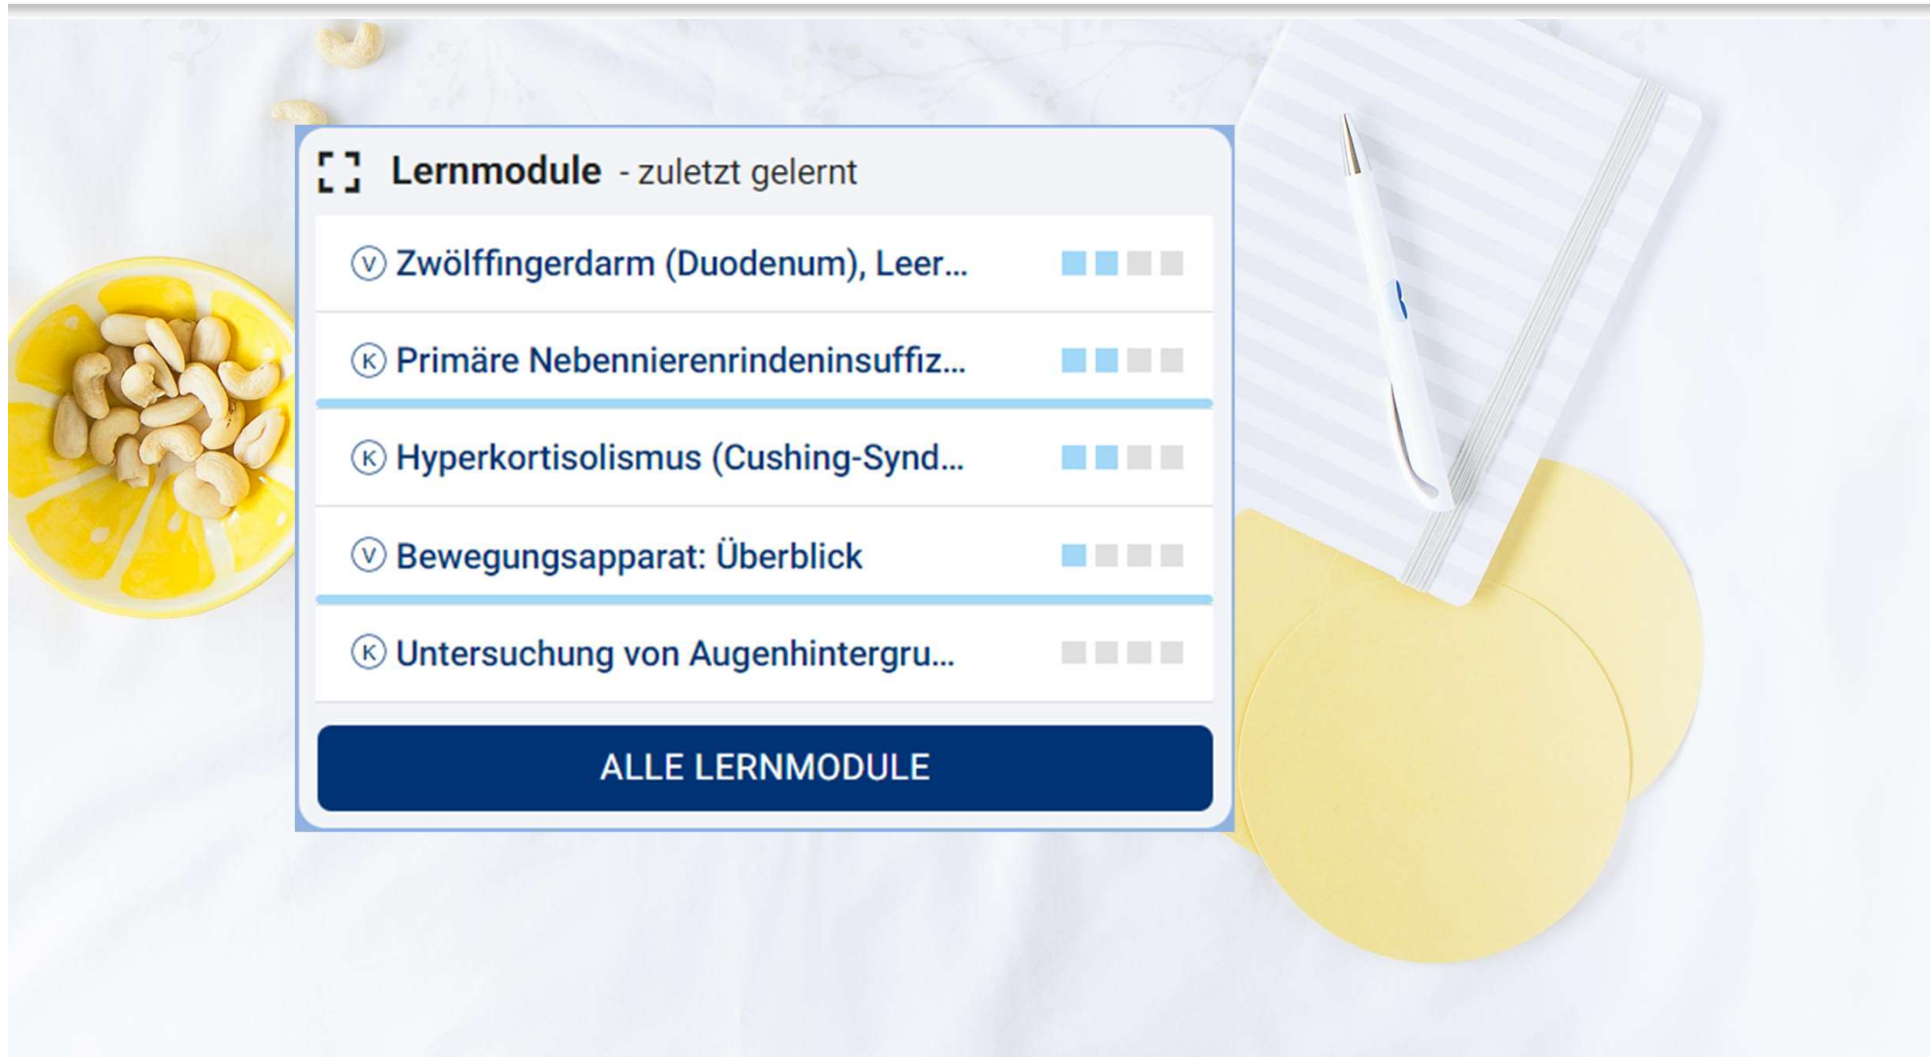 Lernmodule - zuletzt gelernt
V Zwölffingerdarm (Duodenum), Leer...
K Primäre Nebennierenrindeninsuffiz...
K Hyperkortisolismus (Cushing-Synd...
V Bewegungsapparat: Überblick
K Untersuchung von Augenhintergru...
ALLE LERNMODULE